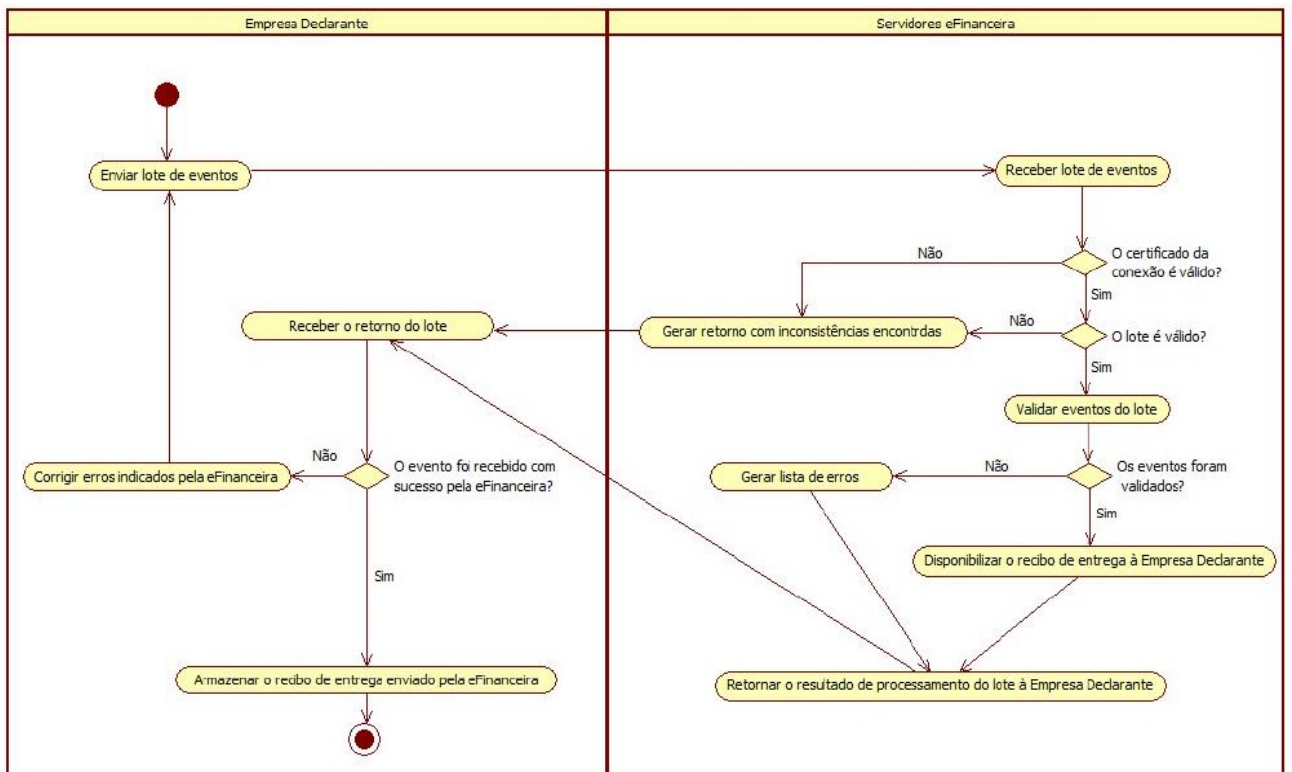 Empresa Declarante
Servidores eFinanceira
Enviar lote de eventos
Receber lote de eventos
Não
O certificado da
conexão é válido?
Sim
Receber o retorno do lote
Gerar retorno com inconsistências encontrdas
Não
O lote é válido?
Sim
Validar eventos do lote
Corrigir erros indicados pela eFinanceira
Não
O evento foi recebido com
sucesso pela eFinanceira?
Gerar lista de erros
Não
Os eventos foram
validados?
Sim
Disponibilizar o recibo de entrega à Empresa Declarante
Sim
Armazenar o recibo de entrega enviado pela eFinanceira
Retornar o resultado de processamento do lote à Empresa Declarante